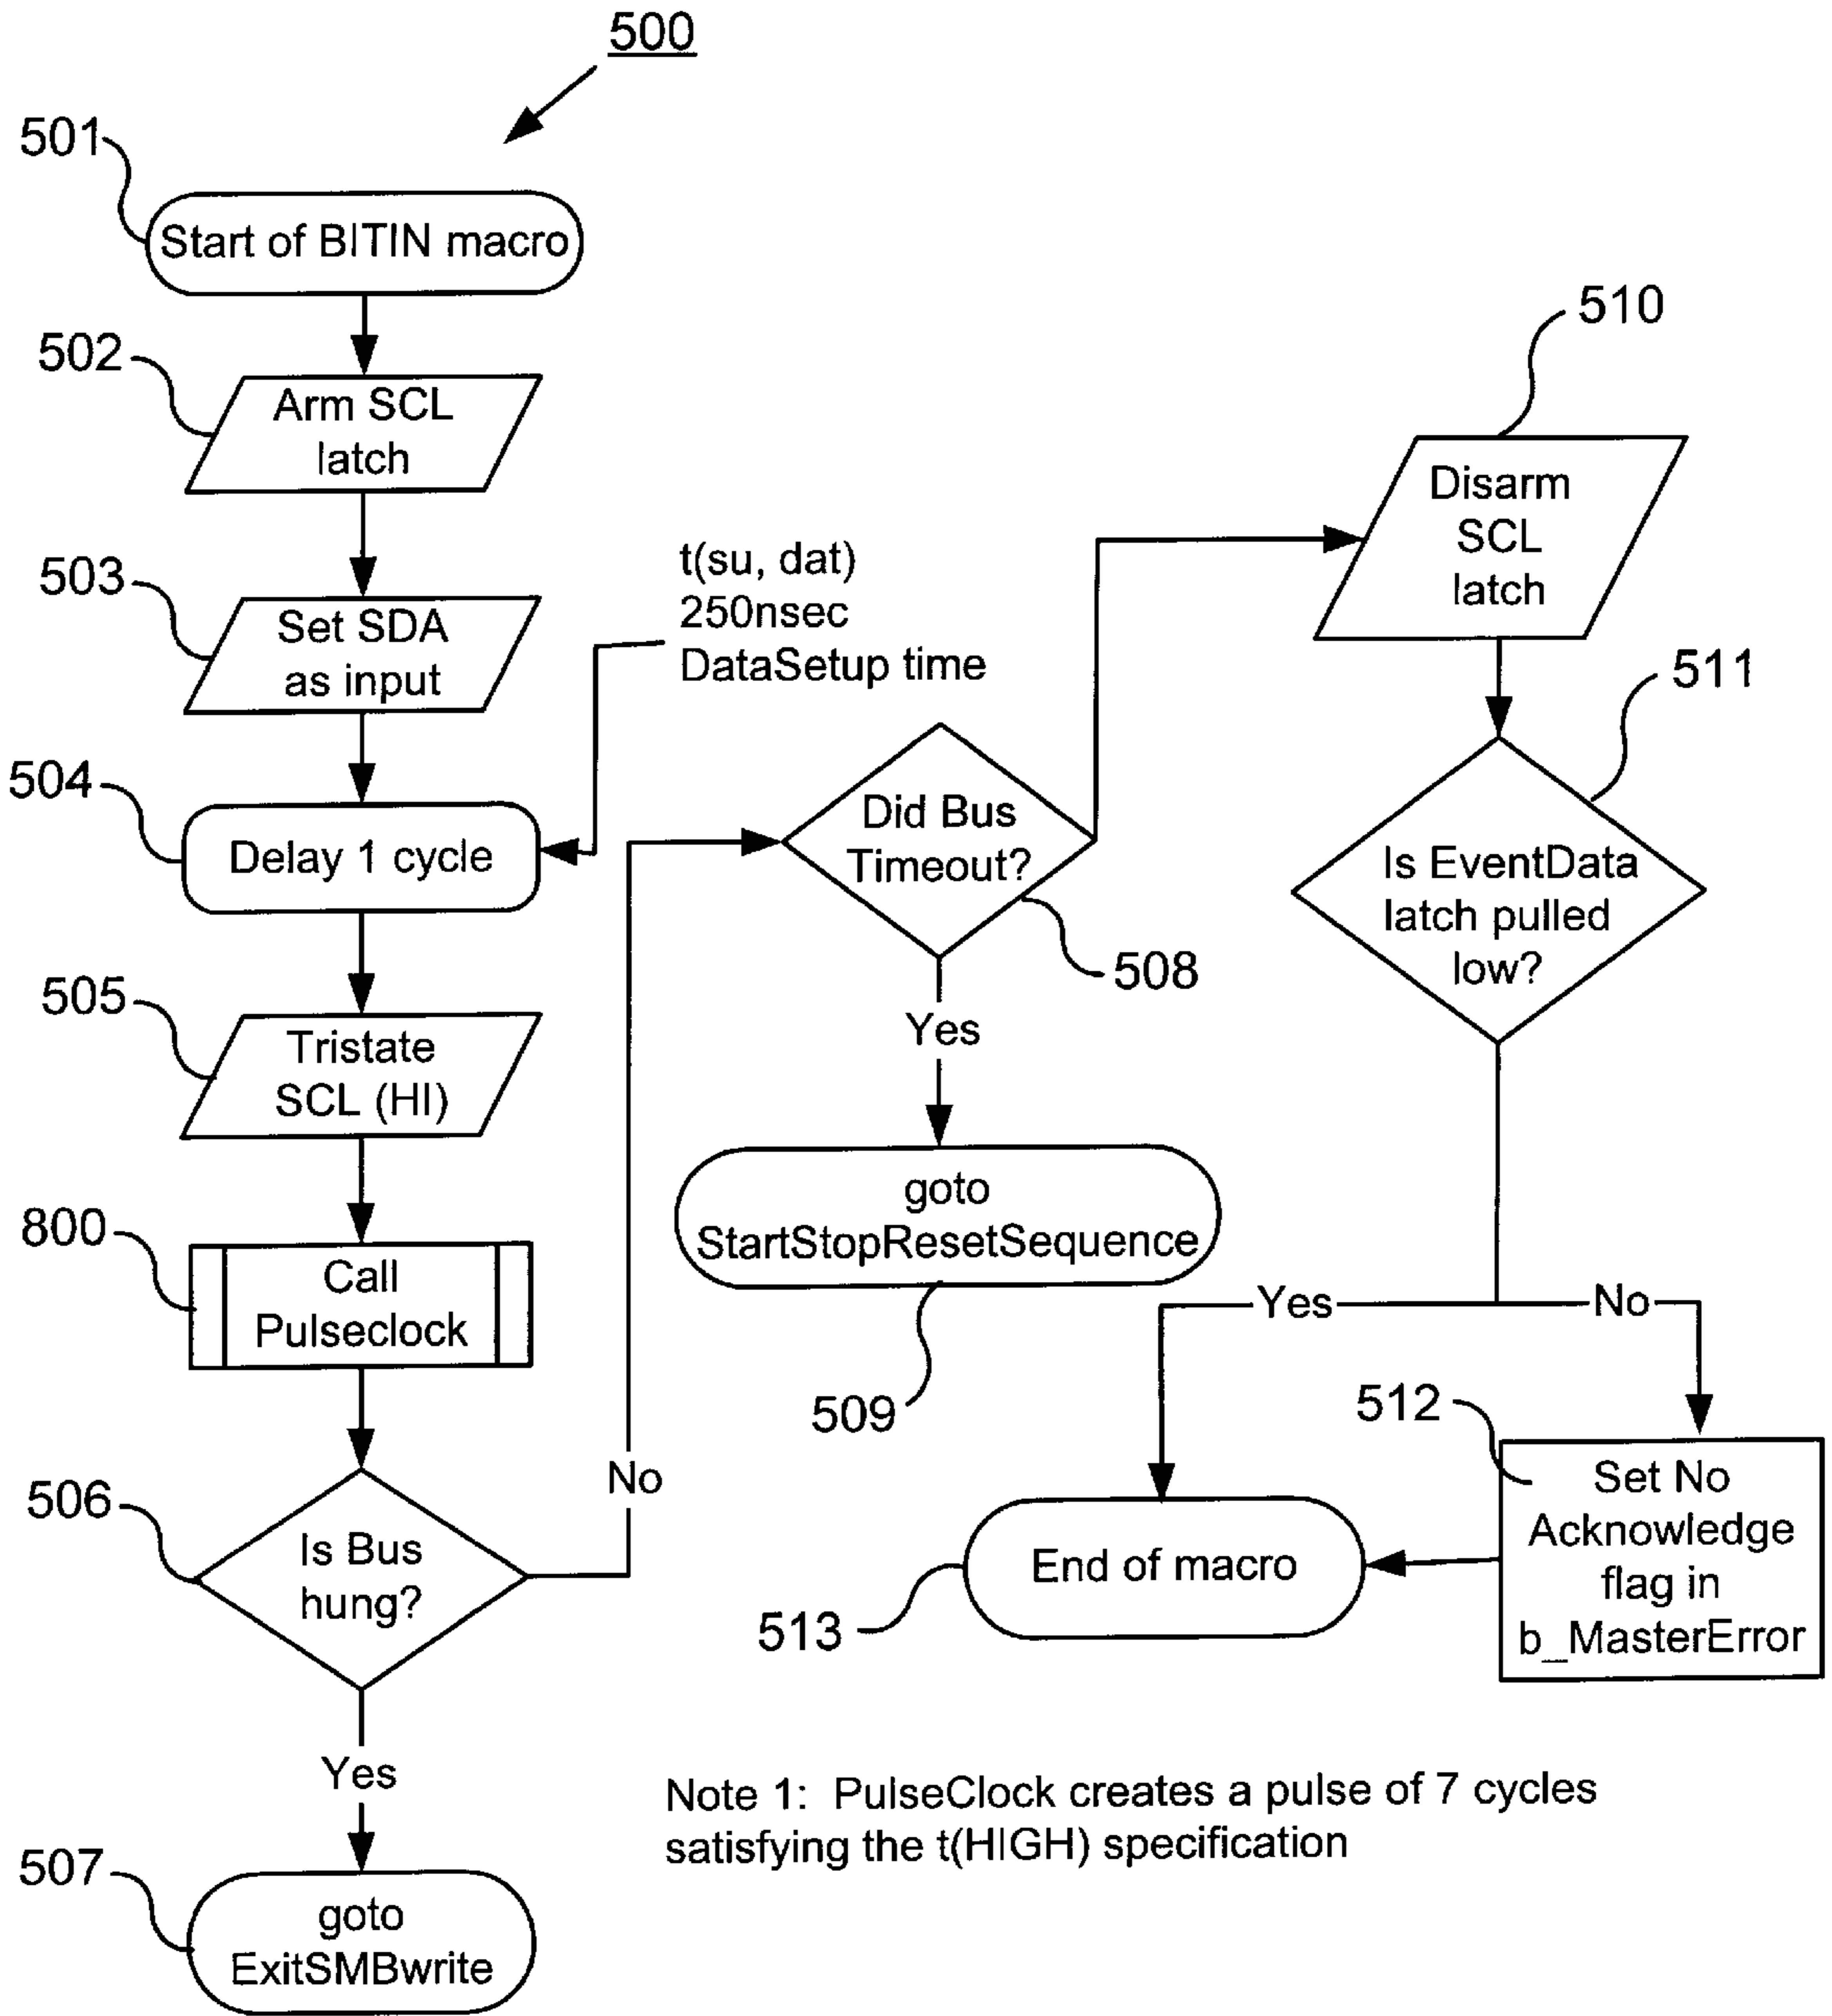 500
501
Start of BITIN macro
502
Arm SCL
latch
503
Set SDA
as input
t(su, dat)
250nsec
DataSetup time
504
Delay 1 cycle
505
Tristate
SCL (HI)
800
Call
Pulseclock
506
Is Bus
hung?
No
Yes
507
goto
ExitSMBwrite
Did Bus
Timeout?
508
Yes
goto
StartStopResetSequence
509
510
Disarm
SCL
latch
511
Is EventData
latch pulled
low?
Yes
No
512
Set No
Acknowledge
flag in
b_MasterError
End of macro
513
Note 1: PulseClock creates a pulse of 7 cycles
satisfying the t(HIGH) specification